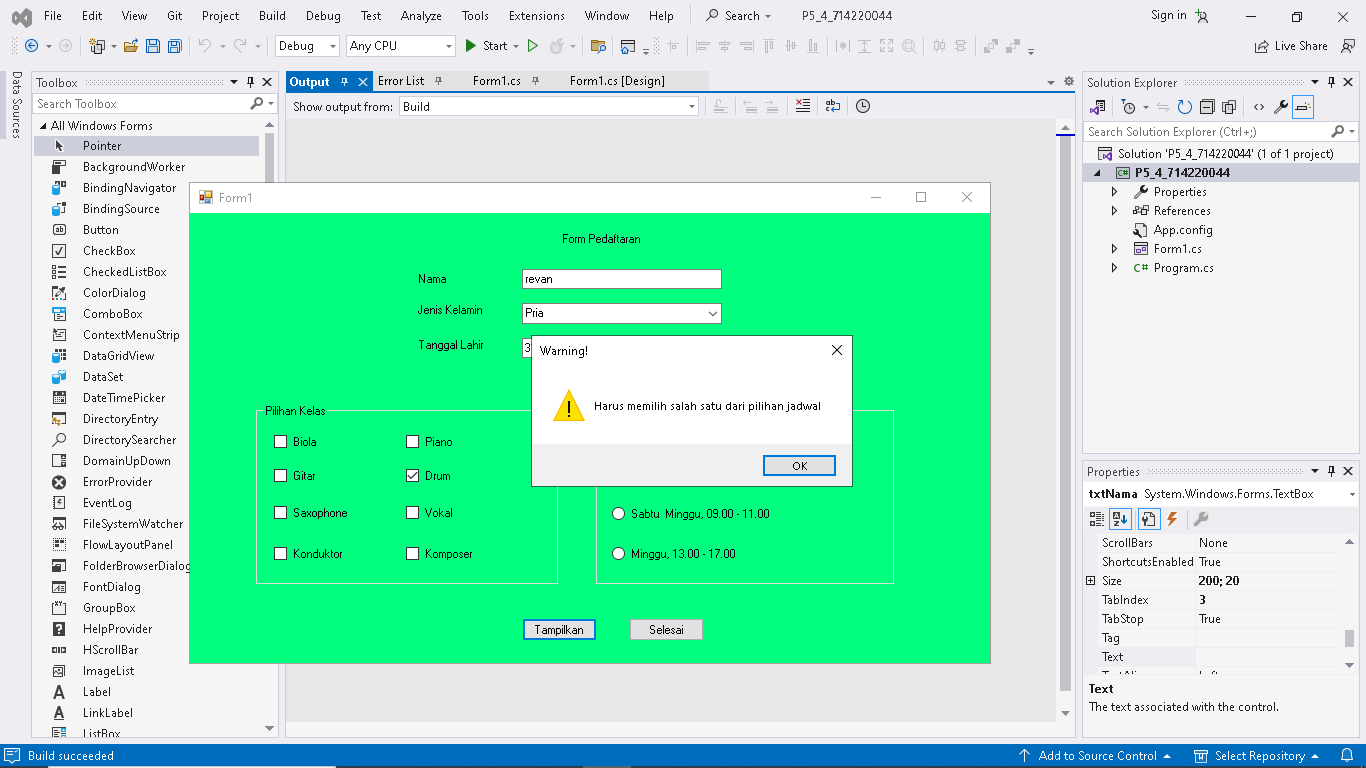 File Edit View Git Project Build Debug Test Analyze Tools Extensions Window Help Search P5_4_714220044 Sign in
Debug Any CPU Start Live Share
Data Sources
Toolbox
Search Toolbox
All Windows Forms
Pointer
BackgroundWorker
BindingNavigator
BindingSource
Button
CheckBox
CheckedListBox
ColorDialog
ComboBox
ContextMenuStrip
DataGridView
DataSet
DateTimePicker
DirectoryEntry
DirectorySearcher
DomainUpDown
ErrorProvider
EventLog
FileSystemWatcher
FlowLayoutPanel
FolderBrowserDialog
FontDialog
GroupBox
HelpProvider
HScrollBar
ImageList
Label
LinkLabel
ListBox
Output Error List Form1.cs Form1.cs [Design]
Show output from: Build
Form1
Form Pedaftaran
Nama revan
Jenis Kelamin Pria
Tanggal Lahir 3
Warning!
Harus memilih salah satu dari pilihan jadwal
OK
Pilihan Kelas
Biola Piano
Gitar Drum
Saxophone Vokal
Konduktor Komposer
Sabtu Minggu, 09.00 - 11.00
Minggu, 13.00 - 17.00
Tampilkan Selesai
Solution Explorer
Search Solution Explorer (Ctrl+;)
Solution 'P5_4_714220044' (1 of 1 project)
P5_4_714220044
Properties
References
App.config
Form1.cs
Program.cs
Properties
txtNama System.Windows.Forms.TextBox
ScrollBars None
ShortcutsEnabled True
Size 200; 20
TabIndex 3
TabStop True
Tag
Text
Text
The text associated with the control.
Build succeeded Add to Source Control Select Repository